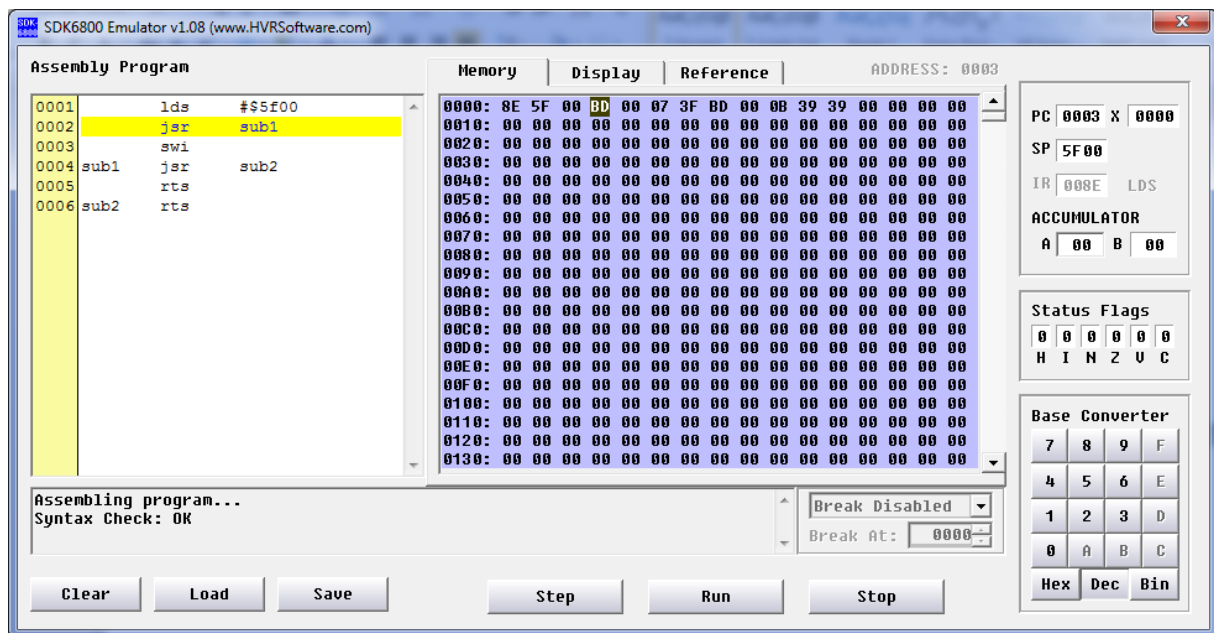 SDK6800 Emulator v1.08 (www.HVRSoftware.com)
Assembly Program
0001 lds #$5f00
0002 jsr sub1
0003 swi
0004 sub1 jsr sub2
0005 rts
0006 sub2 rts
Memory Display Reference ADDRESS: 0003
0000: 8E 5F 00 BD 00 07 3F BD 00 0B 39 39 00 00 00 00
0010: 00 00 00 00 00 00 00 00 00 00 00 00 00 00 00 00
0020: 00 00 00 00 00 00 00 00 00 00 00 00 00 00 00 00
0030: 00 00 00 00 00 00 00 00 00 00 00 00 00 00 00 00
0040: 00 00 00 00 00 00 00 00 00 00 00 00 00 00 00 00
0050: 00 00 00 00 00 00 00 00 00 00 00 00 00 00 00 00
0060: 00 00 00 00 00 00 00 00 00 00 00 00 00 00 00 00
0070: 00 00 00 00 00 00 00 00 00 00 00 00 00 00 00 00
0080: 00 00 00 00 00 00 00 00 00 00 00 00 00 00 00 00
0090: 00 00 00 00 00 00 00 00 00 00 00 00 00 00 00 00
00A0: 00 00 00 00 00 00 00 00 00 00 00 00 00 00 00 00
00B0: 00 00 00 00 00 00 00 00 00 00 00 00 00 00 00 00
00C0: 00 00 00 00 00 00 00 00 00 00 00 00 00 00 00 00
00D0: 00 00 00 00 00 00 00 00 00 00 00 00 00 00 00 00
00E0: 00 00 00 00 00 00 00 00 00 00 00 00 00 00 00 00
00F0: 00 00 00 00 00 00 00 00 00 00 00 00 00 00 00 00
0100: 00 00 00 00 00 00 00 00 00 00 00 00 00 00 00 00
0110: 00 00 00 00 00 00 00 00 00 00 00 00 00 00 00 00
0120: 00 00 00 00 00 00 00 00 00 00 00 00 00 00 00 00
0130: 00 00 00 00 00 00 00 00 00 00 00 00 00 00 00 00
PC 0003 X 0000
SP 5F00
IR 008E LDS
ACCUMULATOR
A 00 B 00
Status Flags
0 0 0 0 0 0
H I N Z V C
Base Converter
7 8 9 F
4 5 6 E
1 2 3 D
0 A B C
Hex Dec Bin
Assembling program...
Syntax Check: OK
Break Disabled
Break At: 0000
Clear Load Save Step Run Stop